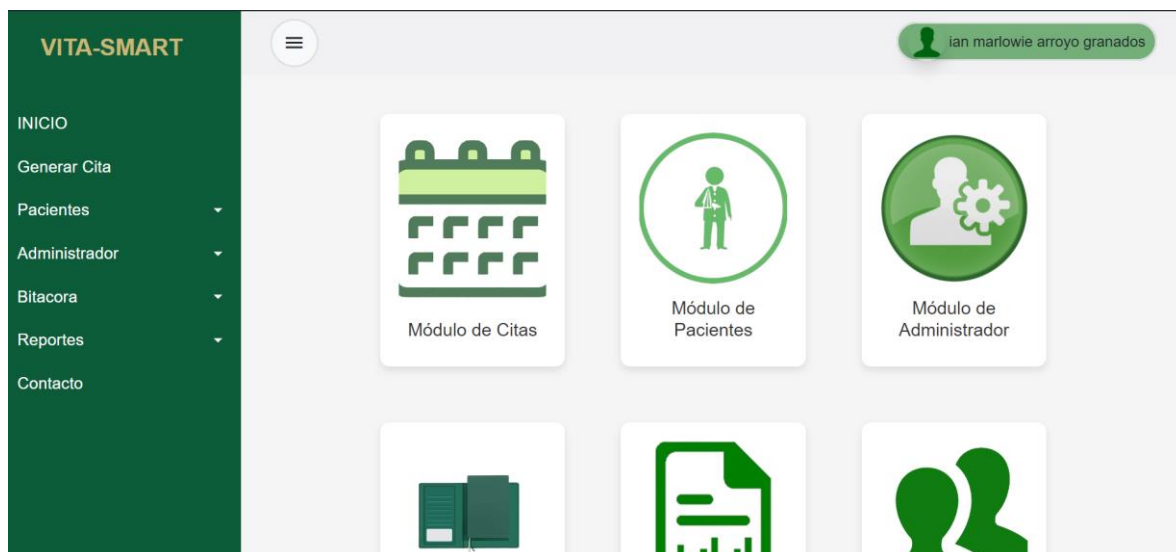 VITA-SMART
ian marlowie arroyo granados
INICIO
Generar Cita
Pacientes
Administrador
Bitacora
Reportes
Contacto
Módulo de Citas
Módulo de
Pacientes
Módulo de
Administrador